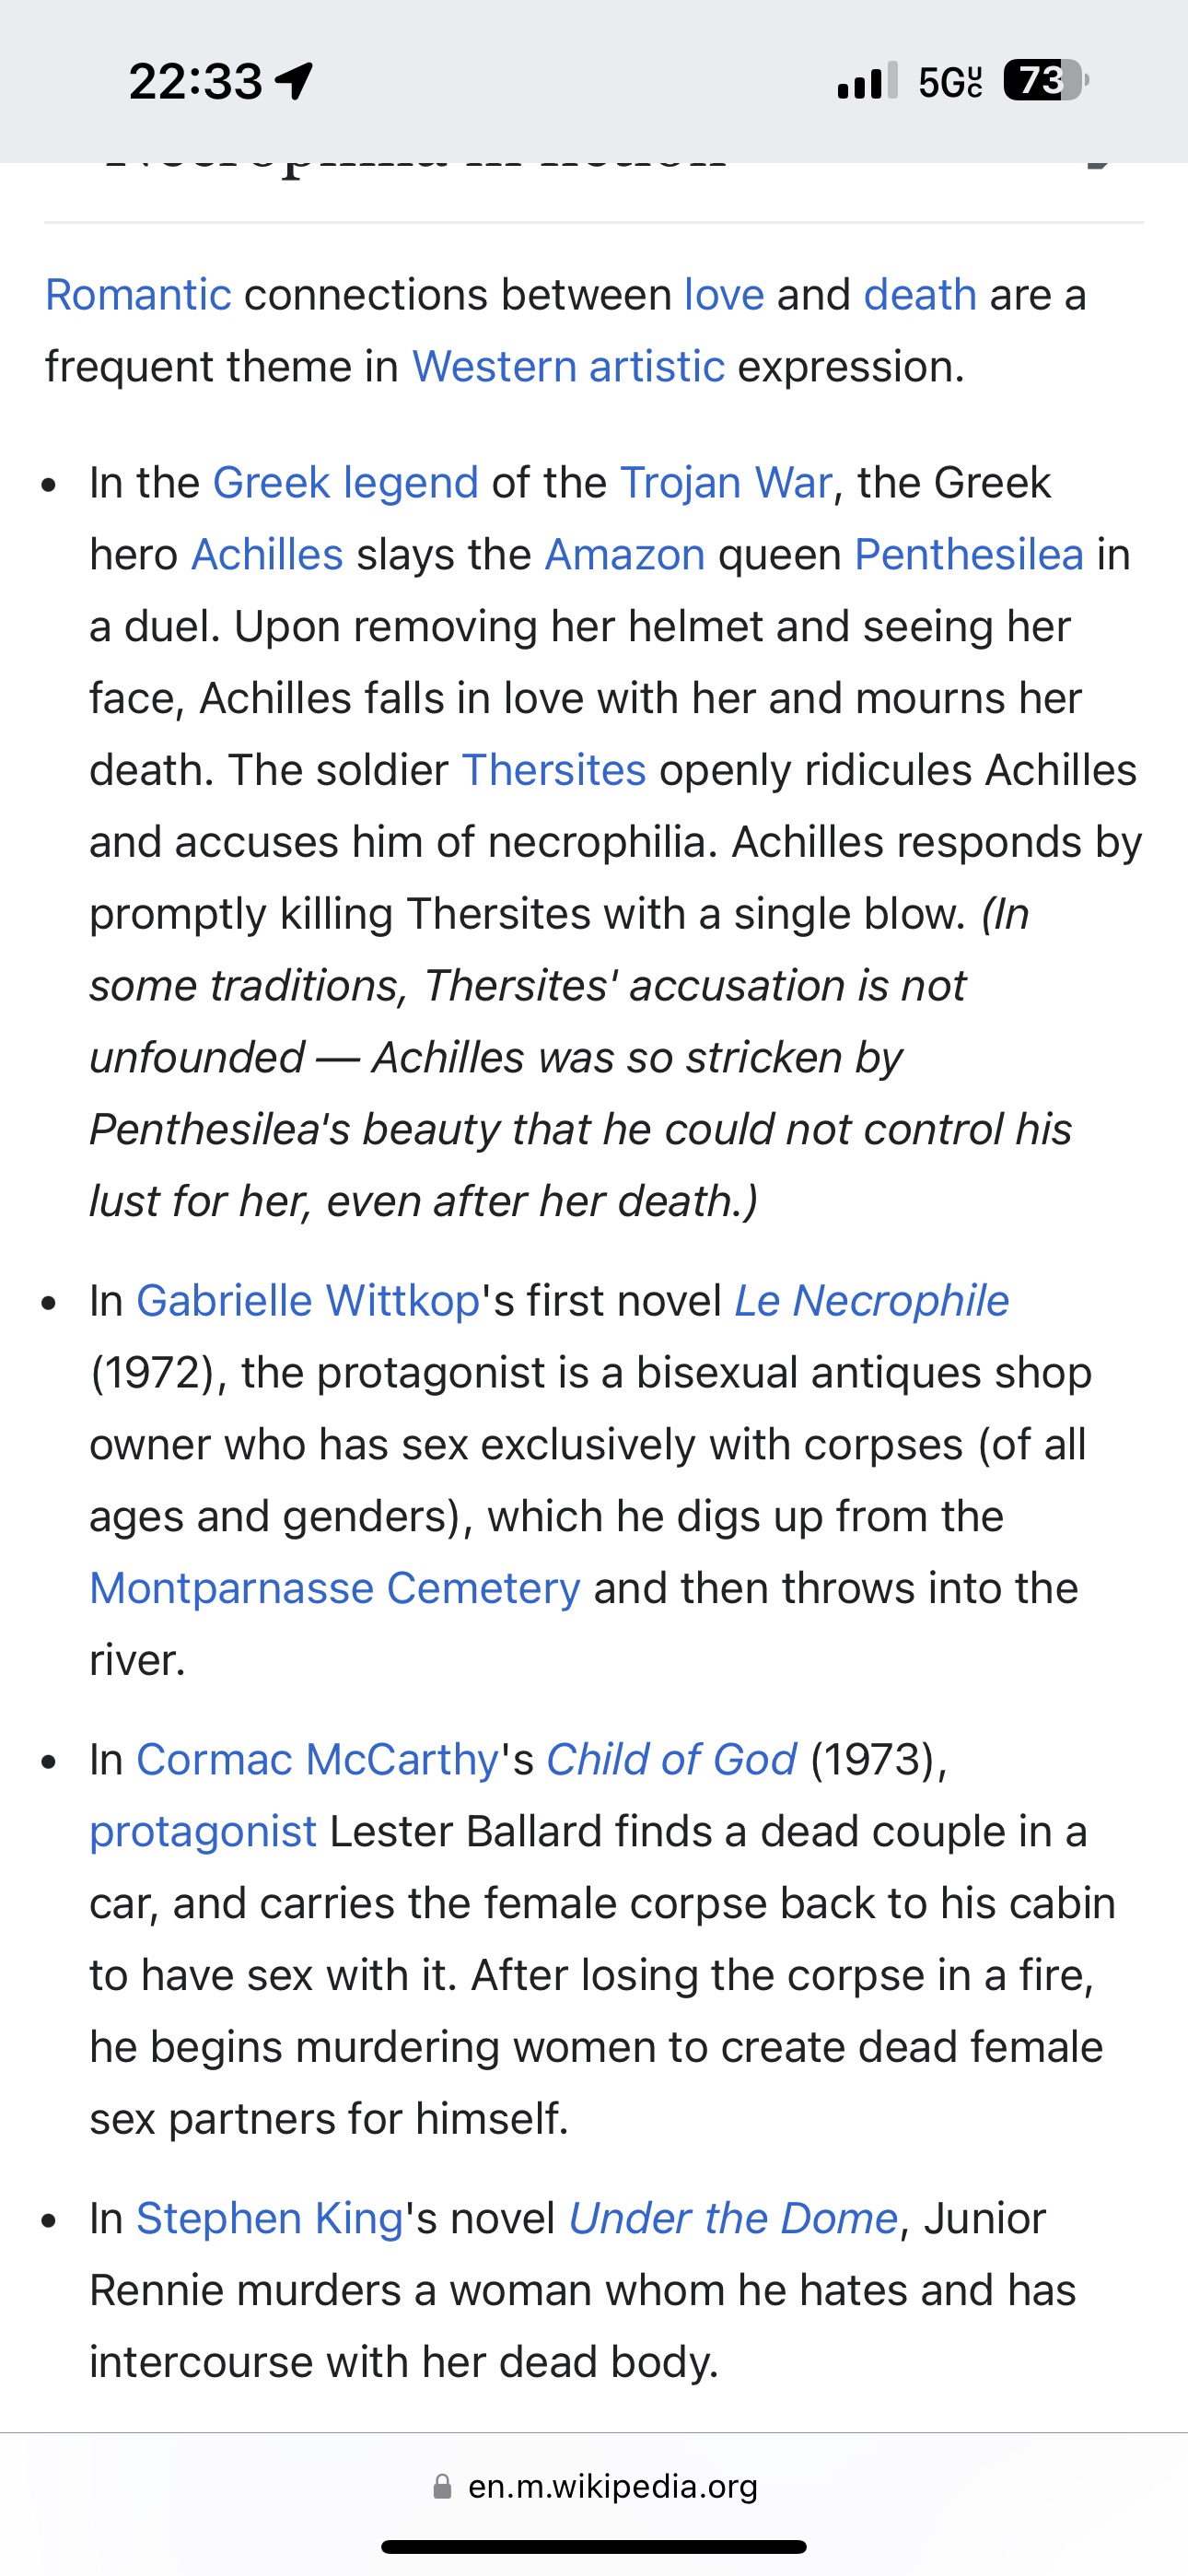 22:33
5G UC 73
Necrophilia in fiction
Romantic connections between love and death are a
frequent theme in Western artistic expression.
• In the Greek legend of the Trojan War, the Greek
hero Achilles slays the Amazon queen Penthesilea in
a duel. Upon removing her helmet and seeing her
face, Achilles falls in love with her and mourns her
death. The soldier Thersites openly ridicules Achilles
and accuses him of necrophilia. Achilles responds by
promptly killing Thersites with a single blow. (In
some traditions, Thersites' accusation is not
unfounded — Achilles was so stricken by
Penthesilea's beauty that he could not control his
lust for her, even after her death.)
• In Gabrielle Wittkop's first novel Le Necrophile
(1972), the protagonist is a bisexual antiques shop
owner who has sex exclusively with corpses (of all
ages and genders), which he digs up from the
Montparnasse Cemetery and then throws into the
river.
• In Cormac McCarthy's Child of God (1973),
protagonist Lester Ballard finds a dead couple in a
car, and carries the female corpse back to his cabin
to have sex with it. After losing the corpse in a fire,
he begins murdering women to create dead female
sex partners for himself.
• In Stephen King's novel Under the Dome, Junior
Rennie murders a woman whom he hates and has
intercourse with her dead body.
en.m.wikipedia.org